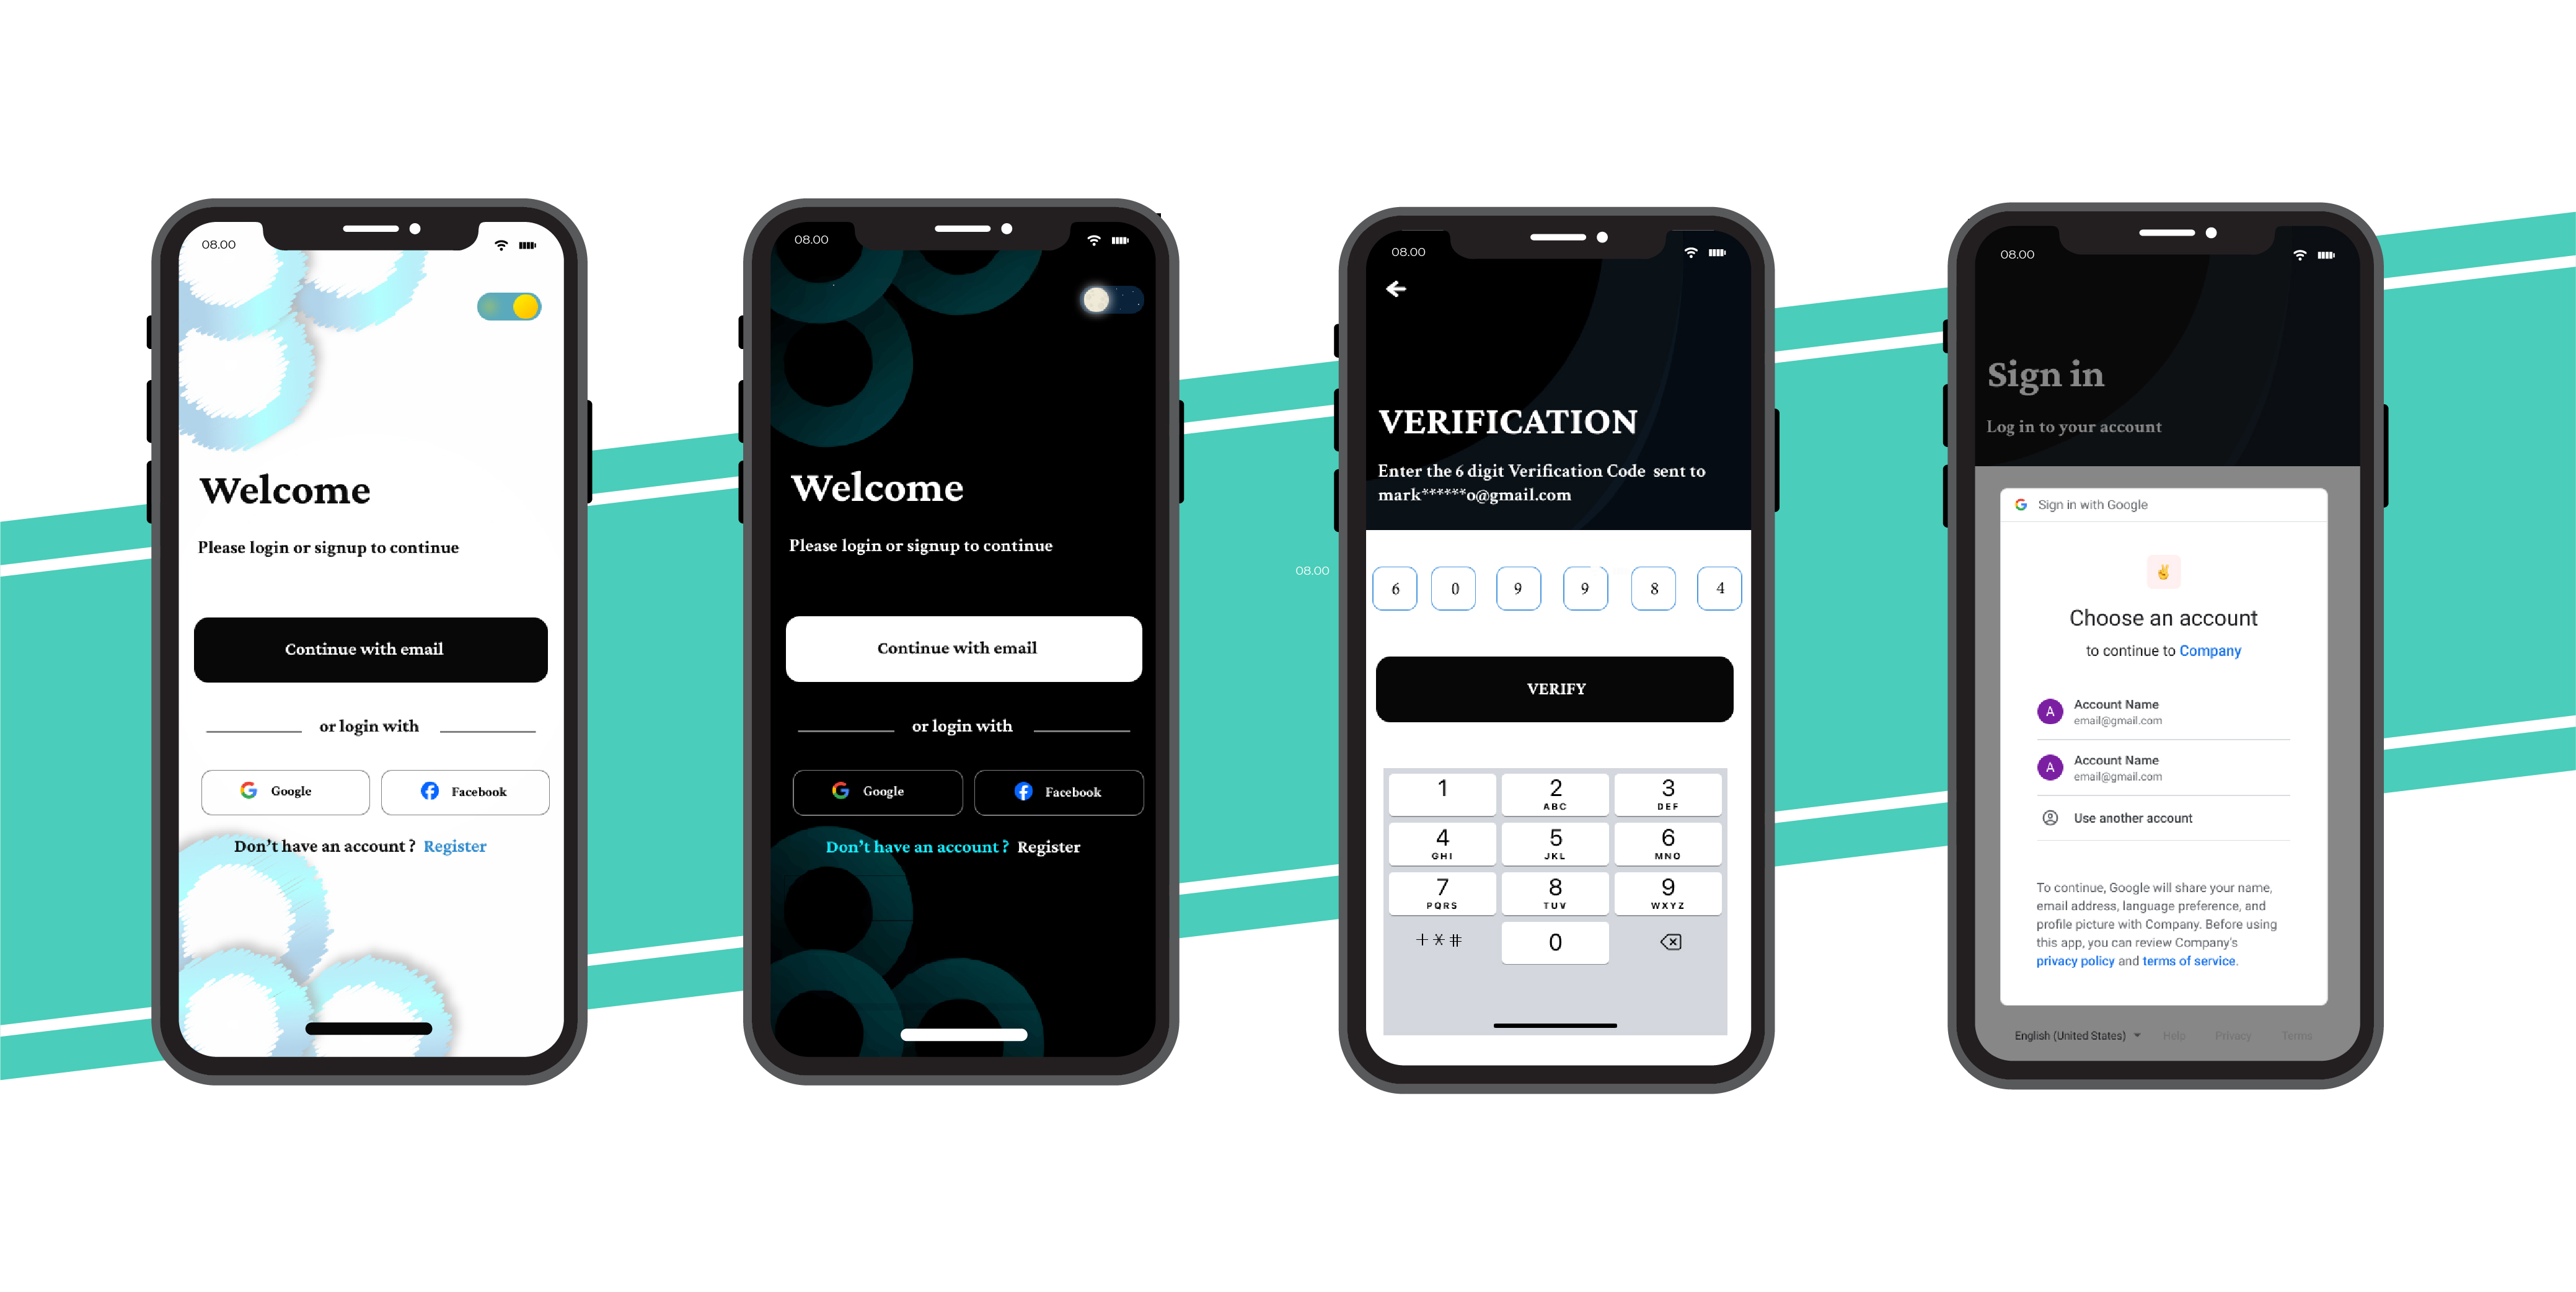 08.00
Welcome
Please login or signup to continue
Continue with email
or login with
Google
Facebook
Don't have an account ? Register
08.00
Welcome
Please login or signup to continue
Continue with email
or login with
Google
Facebook
Don't have an account ? Register
08.00
08.00
VERIFICATION
Enter the 6 digit Verification Code sent to
mark******o@gmail.com
6 0 9 9 8 4
VERIFY
1 2 3
ABC DEF
4 5 6
GHI JKL MNO
7 8 9
PQRS TUV WXYZ
+*# 0
08.00
Sign in
Log in to your account
Sign in with Google
Choose an account
to continue to Company
A Account Name
email@gmail.com
A Account Name
email@gmail.com
Use another account
To continue, Google will share your name,
email address, language preference, and
profile picture with Company. Before using
this app, you can review Company's
privacy policy and terms of service.
English (United States) Help Privacy Terms